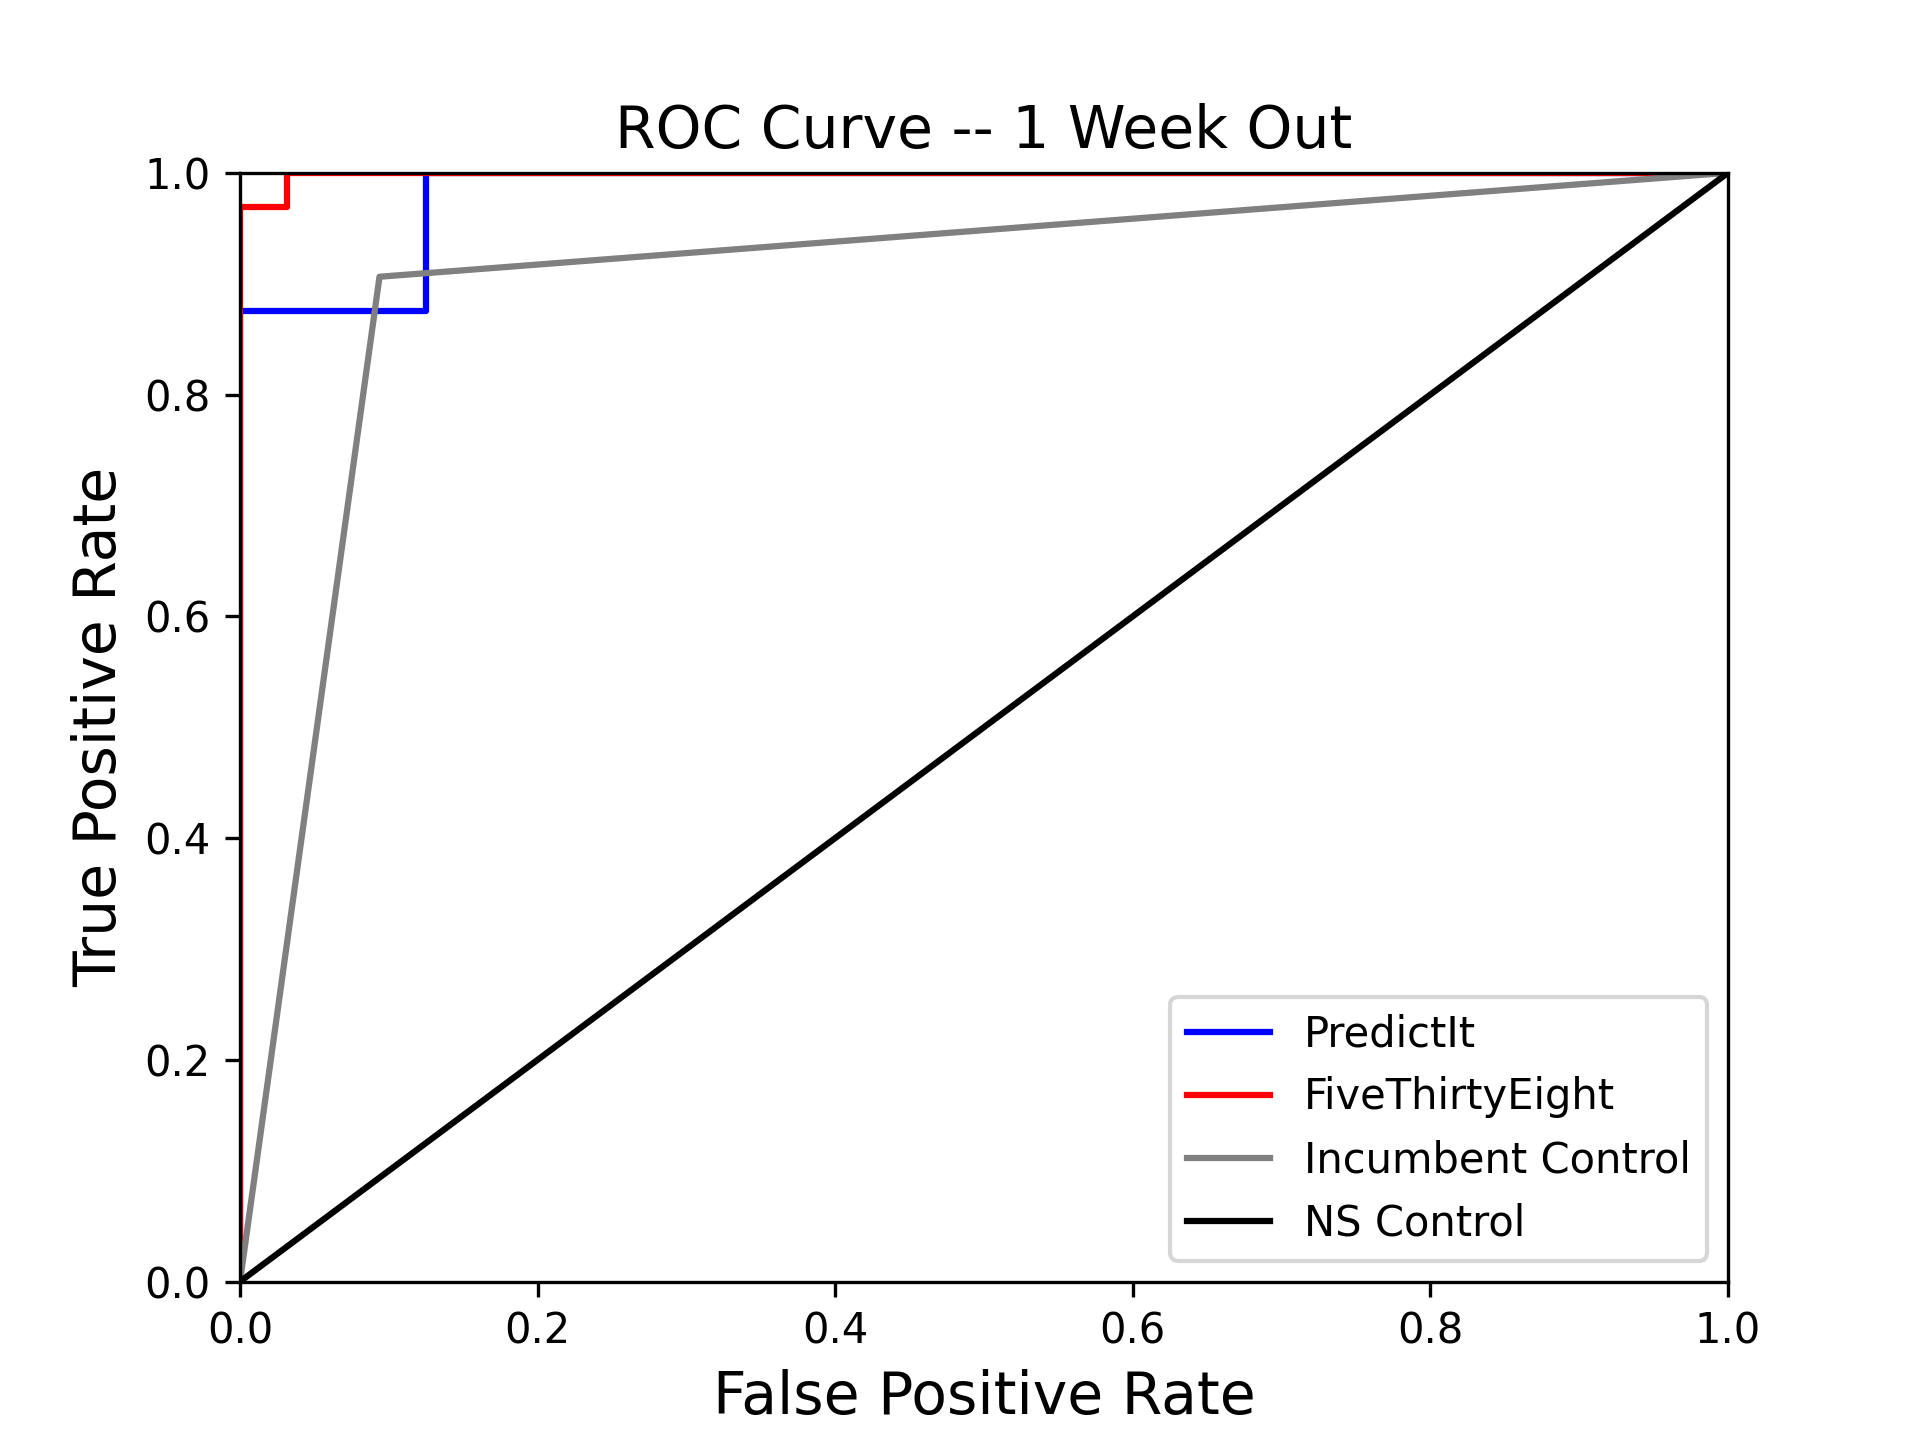 ROC Curve -- 1 Week Out
1.0
0.8
0.6
0.4
0.2
0.0
True Positive Rate
0.0 0.2 0.4 0.6 0.8 1.0
False Positive Rate
PredictIt
FiveThirtyEight
Incumbent Control
NS Control